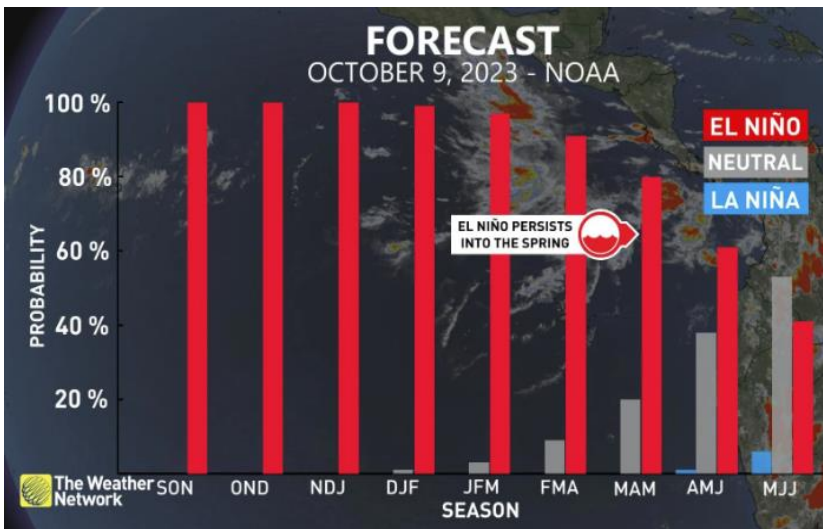 FORECAST
OCTOBER 9, 2023 - NOAA
100 %
80 %
60 %
40 %
20 %
PROBABILITY
EL NIÑO
NEUTRAL
LA NIÑA
EL NIÑO PERSISTS
INTO THE SPRING
SON OND NDJ DJF JFM FMA MAM AMJ MJJ
SEASON
The Weather
Network